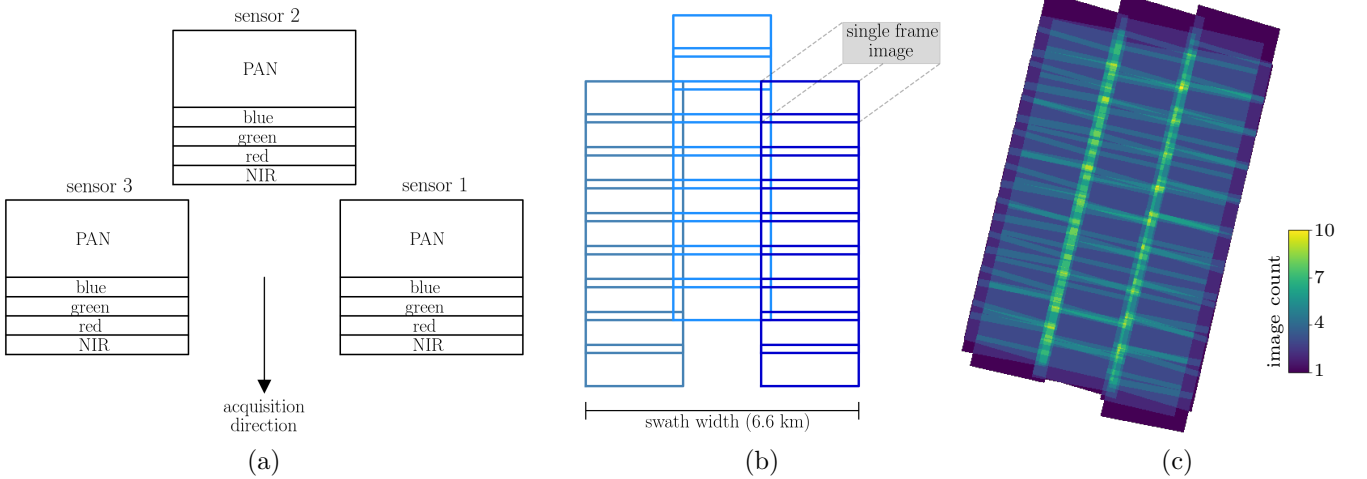 sensor 2
PAN
blue
green
red
NIR
sensor 3
PAN
blue
green
red
NIR
sensor 1
PAN
blue
green
red
NIR
acquisition
direction
(a)
single frame
image
swath width (6.6 km)
(b)
image count
10
7
4
1
(c)